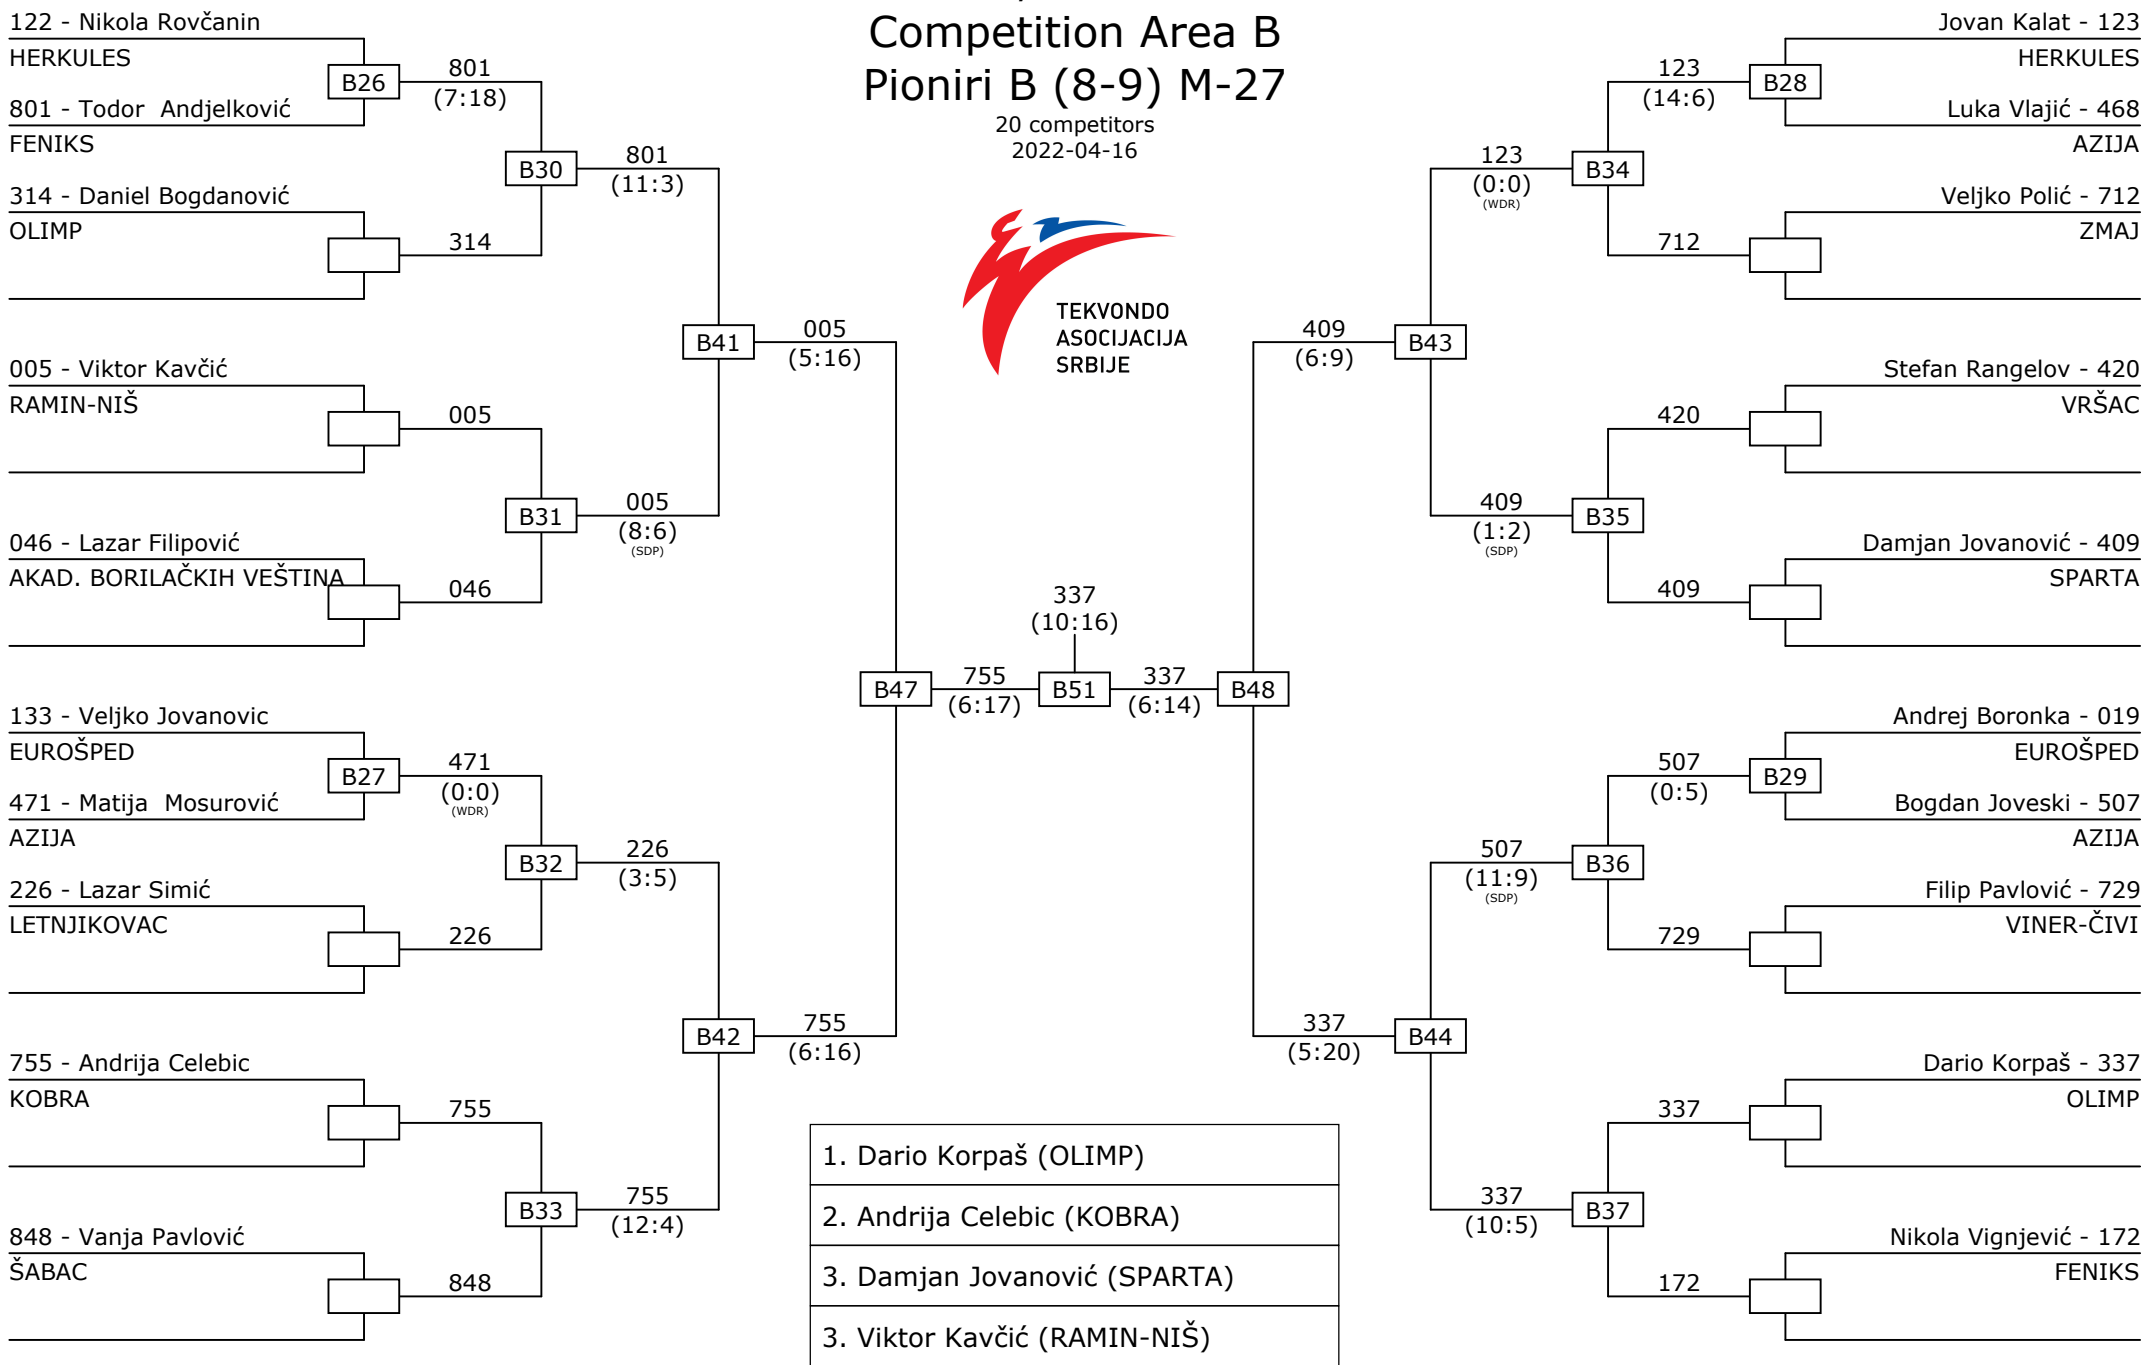 Competition Area B
Pioniri B (8-9) M-27
20 competitors
2022-04-16
TEKVONDO
ASOCIJACIJA
SRBIJE
122 - Nikola Rovčanin
HERKULES
B26
801
(7:18)
801 - Todor  Andjelković
FENIKS
B30
801
(11:3)
314 - Daniel Bogdanović
OLIMP
314
B41
005
(5:16)
005 - Viktor Kavčić
RAMIN-NIŠ
005
B31
005
(8:6)
(SDP)
046 - Lazar Filipović
AKAD. BORILAČKIH VEŠTINA
046
B47
755
(6:17)
133 - Veljko Jovanovic
EUROŠPED
B27
471
(0:0)
(WDR)
471 - Matija  Mosurović
AZIJA
B32
226
(3:5)
226 - Lazar Simić
LETNJIKOVAC
226
B42
755
(6:16)
755 - Andrija Celebic
KOBRA
755
B33
755
(12:4)
848 - Vanja Pavlović
ŠABAC
848
337
(10:16)
B51
337
(6:14)
B48
Jovan Kalat - 123
HERKULES
123
(14:6)
B28
Luka Vlajić - 468
AZIJA
123
(0:0)
(WDR)
B34
Veljko Polić - 712
ZMAJ
712
409
(6:9)
B43
Stefan Rangelov - 420
VRŠAC
420
409
(1:2)
(SDP)
B35
Damjan Jovanović - 409
SPARTA
409
Andrej Boronka - 019
EUROŠPED
507
(0:5)
B29
Bogdan Joveski - 507
AZIJA
507
(11:9)
(SDP)
B36
Filip Pavlović - 729
VINER-ČIVI
729
337
(5:20)
B44
Dario Korpaš - 337
OLIMP
337
337
(10:5)
B37
Nikola Vignjević - 172
FENIKS
172
1. Dario Korpaš (OLIMP)
2. Andrija Celebic (KOBRA)
3. Damjan Jovanović (SPARTA)
3. Viktor Kavčić (RAMIN-NIŠ)